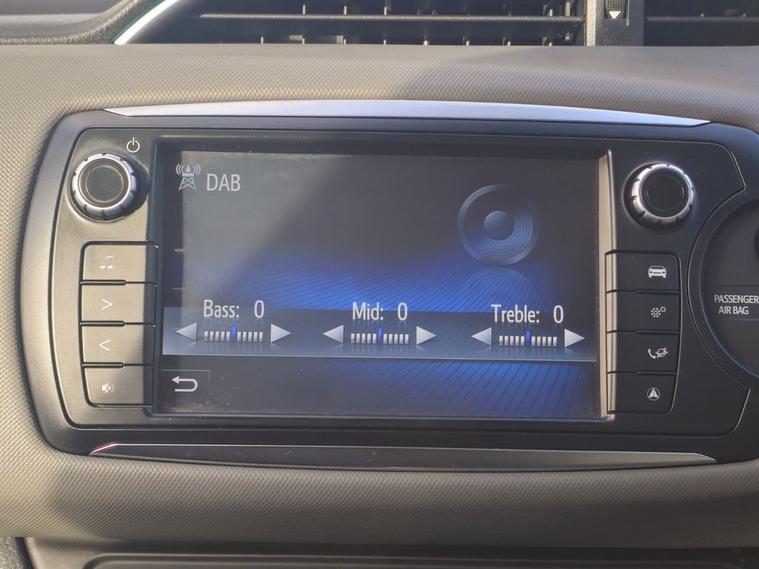 DAB
Bass: 0 Mid: 0 Treble: 0
>
<
PASSENGER
AIR BAG